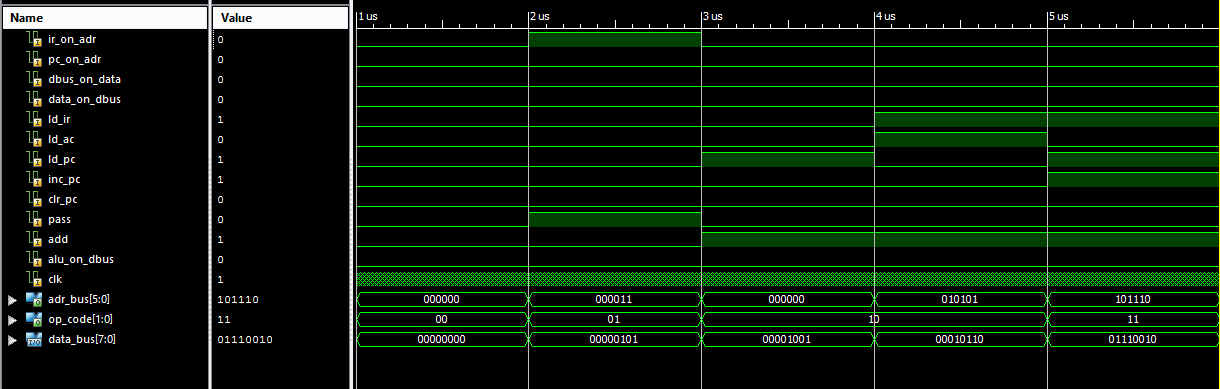 Name Value 1 us 2 us 3 us 4 us 5 us
ir_on_adr 0
pc_on_adr 0
dbus_on_data 0
data_on_dbus 0
ld_ir 1
ld_ac 0
ld_pc 1
inc_pc 1
clr_pc 0
pass 0
add 1
alu_on_dbus 0
clk 1
adr_bus[5:0] 101110 000000 000011 000000 010101 101110
op_code[1:0] 11 00 01 10 11
data_bus[7:0] 01110010 00000000 00000101 00001001 00010110 01110010